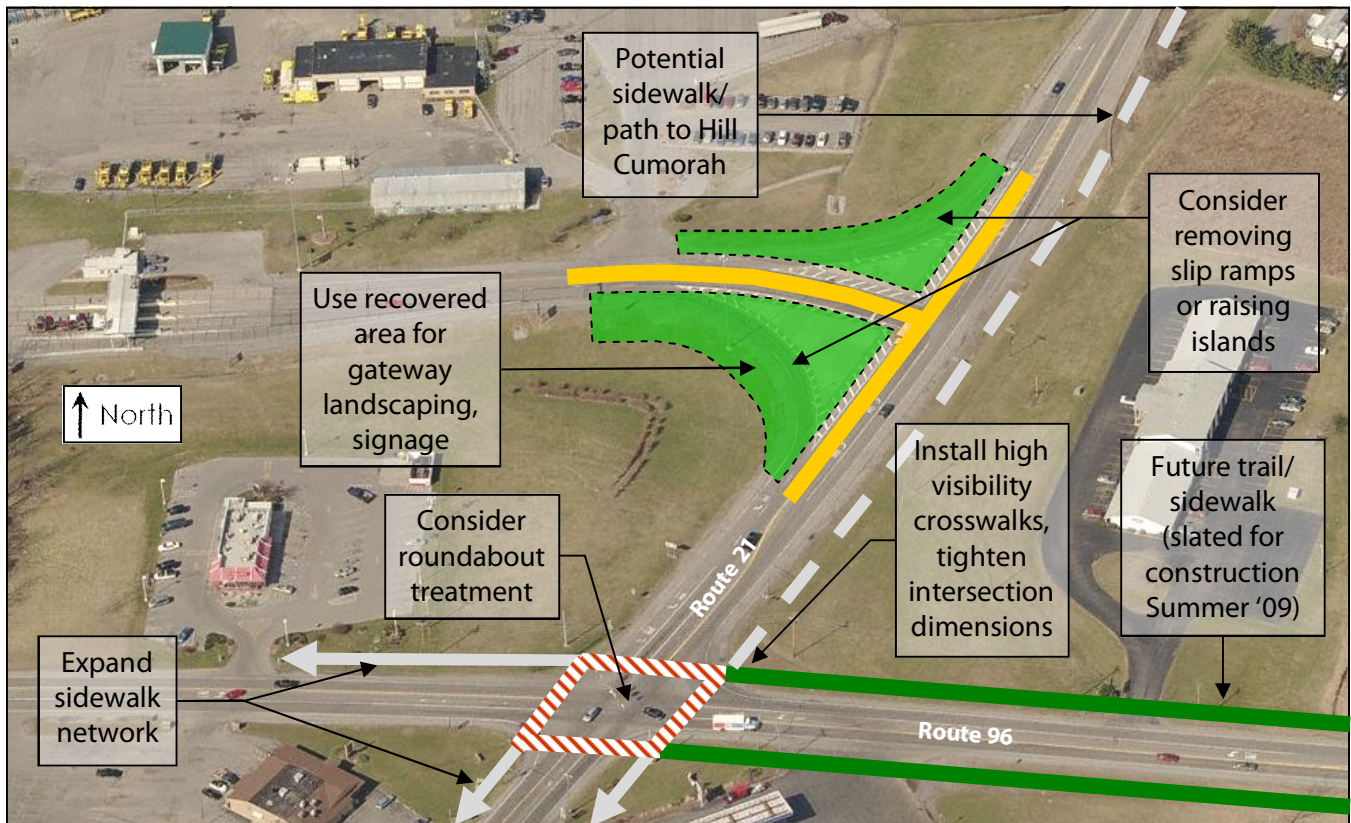 Potential
sidewalk/
path to Hill
Cumorah
Consider
removing
slip ramps
or raising
islands
Use recovered
area for
gateway
landscaping,
signage
North
Consider
roundabout
treatment
Install high
visibility
crosswalks,
tighten
intersection
dimensions
Future trail/
sidewalk
(slated for
construction
Summer ‘09)
Route 21
Expand
sidewalk
network
Route 96